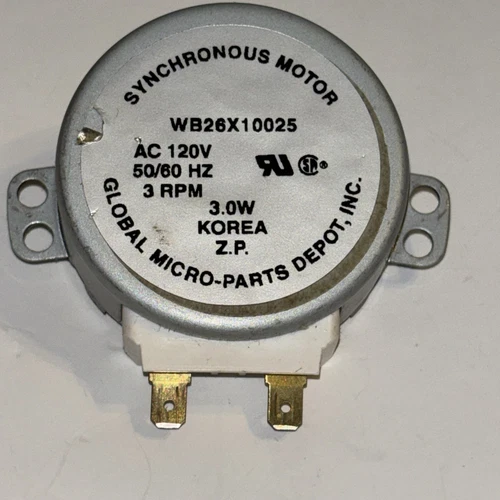 SYNCHRONOUS MOTOR
WB26X10025
AC 120V
50/60 HZ
3 RPM
3.0W
KOREA
Z.P.
GLOBAL MICRO-PARTS DEPOT, INC.